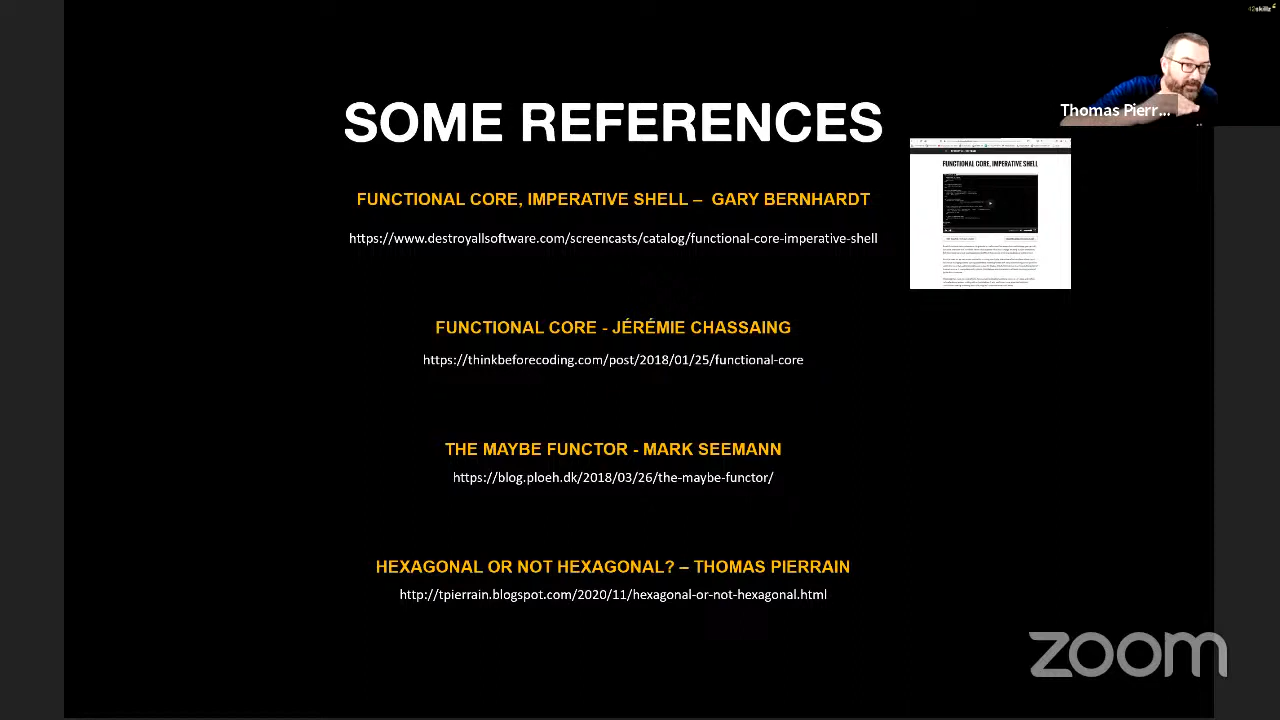 42skillz
Thomas Pierr...
SOME REFERENCES
FUNCTIONAL CORE, IMPERATIVE SHELL – GARY BERNHARDT
https://www.destroyallsoftware.com/screencasts/catalog/functional-core-imperative-shell
FUNCTIONAL CORE, IMPERATIVE SHELL
FUNCTIONAL CORE - JÉRÉMIE CHASSAING
https://thinkbeforecoding.com/post/2018/01/25/functional-core
THE MAYBE FUNCTOR - MARK SEEMANN
https://blog.ploeh.dk/2018/03/26/the-maybe-functor/
HEXAGONAL OR NOT HEXAGONAL? – THOMAS PIERRAIN
http://tpierrain.blogspot.com/2020/11/hexagonal-or-not-hexagonal.html
zoom